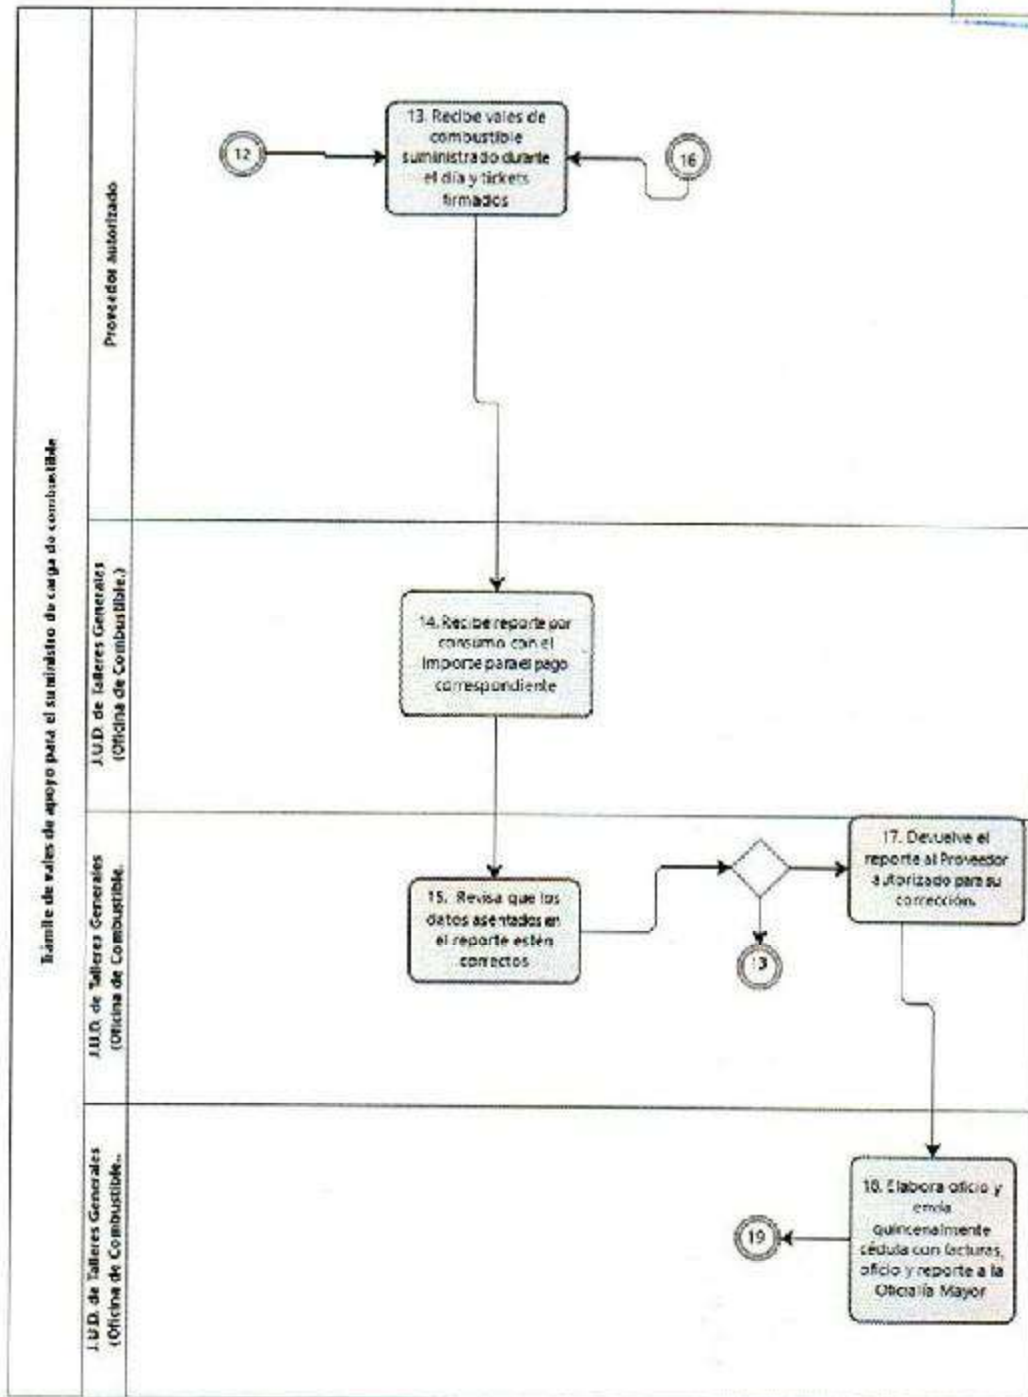 Trámite de vales de apoyo para el suministro de carga de combustible
Proveedor autorizado
12
13. Recibe vales de
combustible
suministrado durante
el día y tickets
firmados
16
J.U.D. de Talleres Generales
(Oficina de Combustible.)
14. Recibe reporte por
consumo con el
importe para el pago
correspondiente
J.U.D. de Talleres Generales
(Oficina de Combustible.
15. Revisa que los
datos asentados en
el reporte estén
correctos
13
17. Devuelve el
reporte al Proveedor
autorizado para su
corrección.
J.U.D. de Talleres Generales
(Oficina de Combustible..
18. Elabora oficio y
envía
quincenalmente
cédula con facturas,
oficio y reporte a la
Oficialía Mayor
19